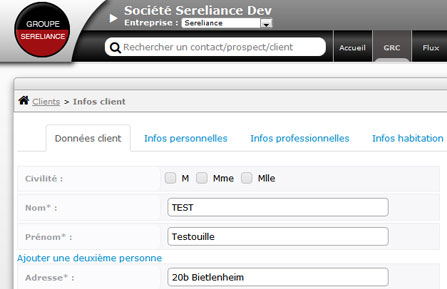 GROUPE
SERELIANCE
Société Sereliance Dev
Entreprise : Sereliance
Rechercher un contact/prospect/client
Accueil GRC Flux
Clients > Infos client
Données client Infos personnelles Infos professionnelles Infos habitation
Civilité : M Mme Mlle
Nom* : TEST
Prénom* : Testouille
Ajouter une deuxième personne
Adresse* : 20b Bietlenheim